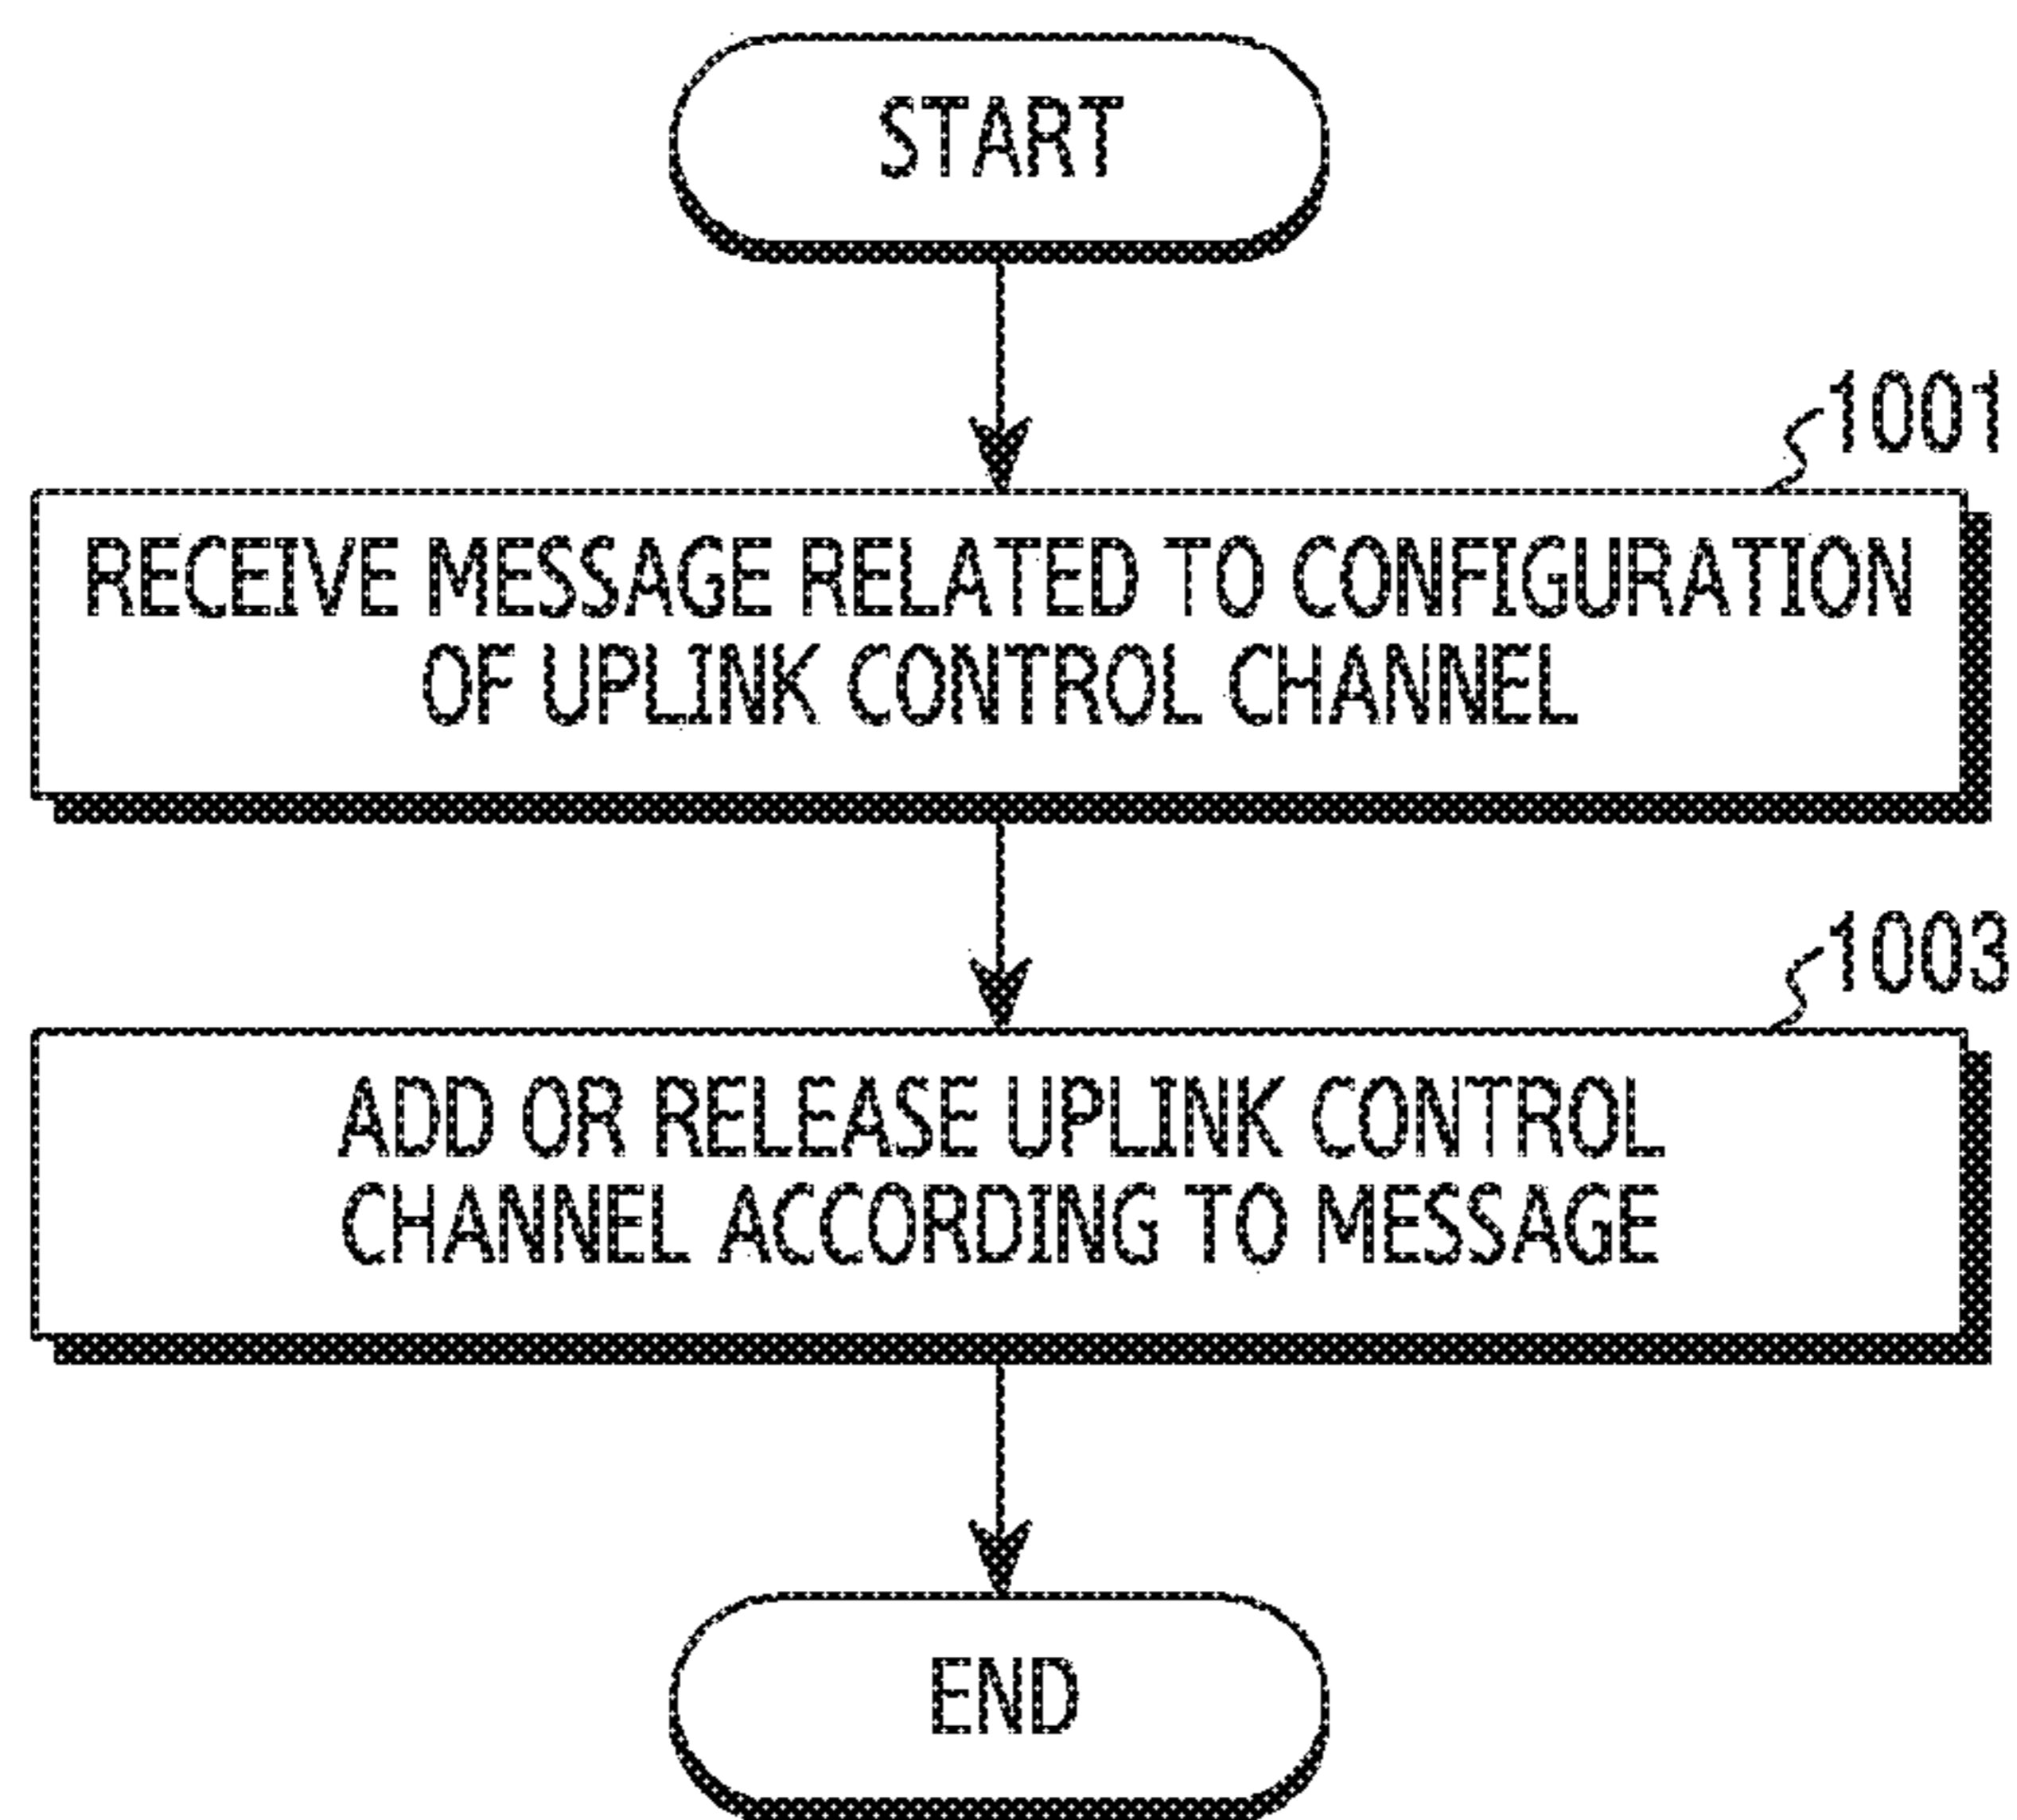 START
1001
RECEIVE MESSAGE RELATED TO CONFIGURATION
OF UPLINK CONTROL CHANNEL
1003
ADD OR RELEASE UPLINK CONTROL
CHANNEL ACCORDING TO MESSAGE
END